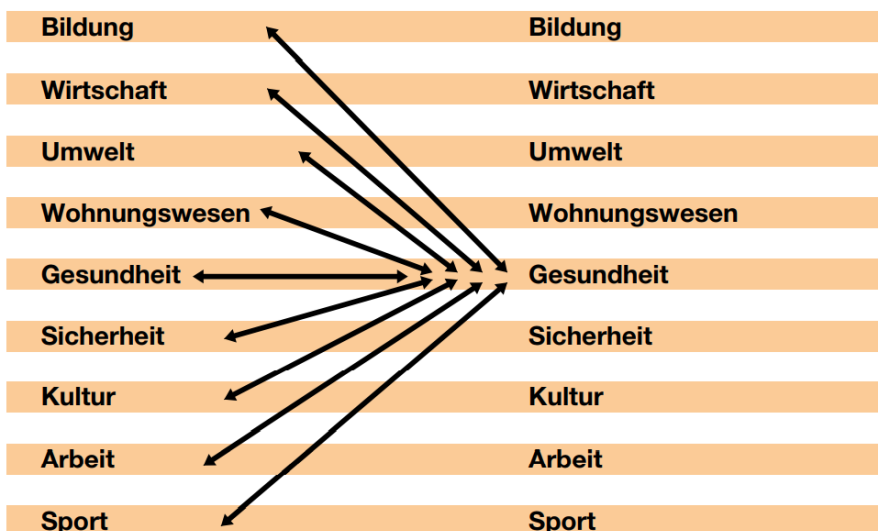 Bildung Bildung
Wirtschaft Wirtschaft
Umwelt Umwelt
Wohnungswesen Wohnungswesen
Gesundheit Gesundheit
Sicherheit Sicherheit
Kultur Kultur
Arbeit Arbeit
Sport Sport